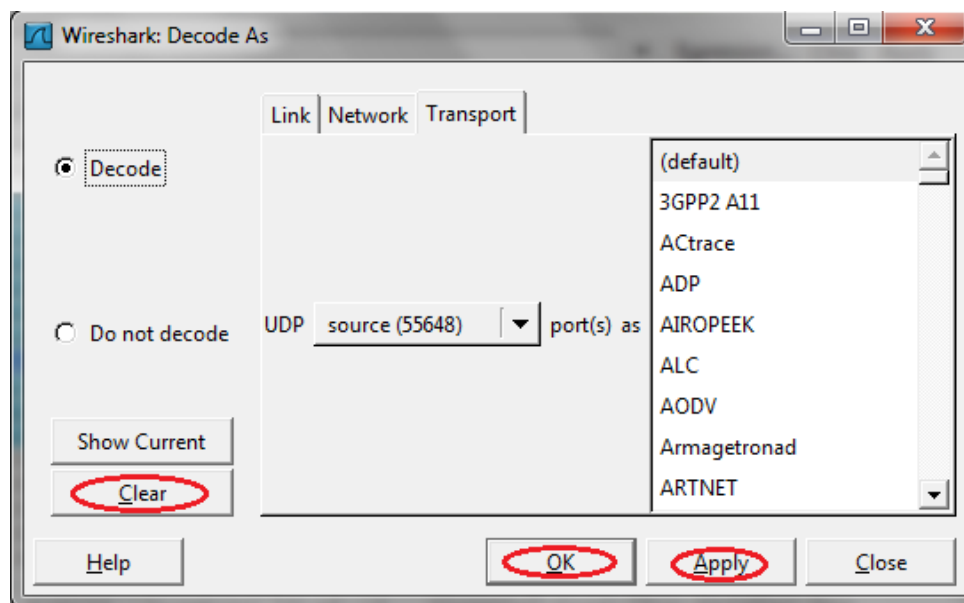 Wireshark: Decode As
Link Network Transport
Decode
Do not decode
UDP source (55648) port(s) as
(default)
3GPP2 A11
ACtrace
ADP
AIROPEEK
ALC
AODV
Armagetronad
ARTNET
Show Current
Clear
Help OK Apply Close